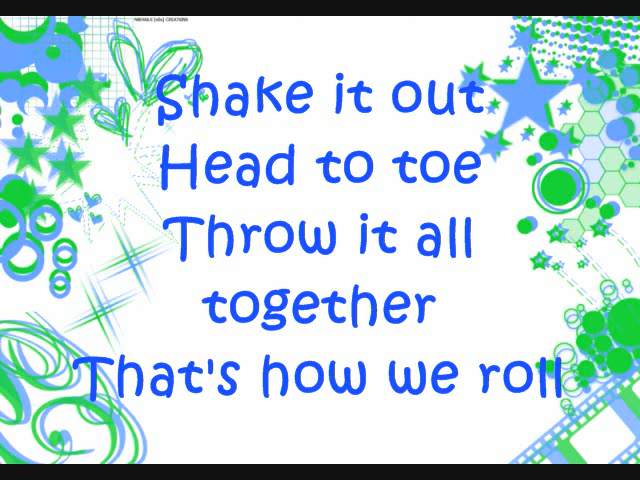 Shake it out
Head to toe
Throw it all
together
That's how we roll